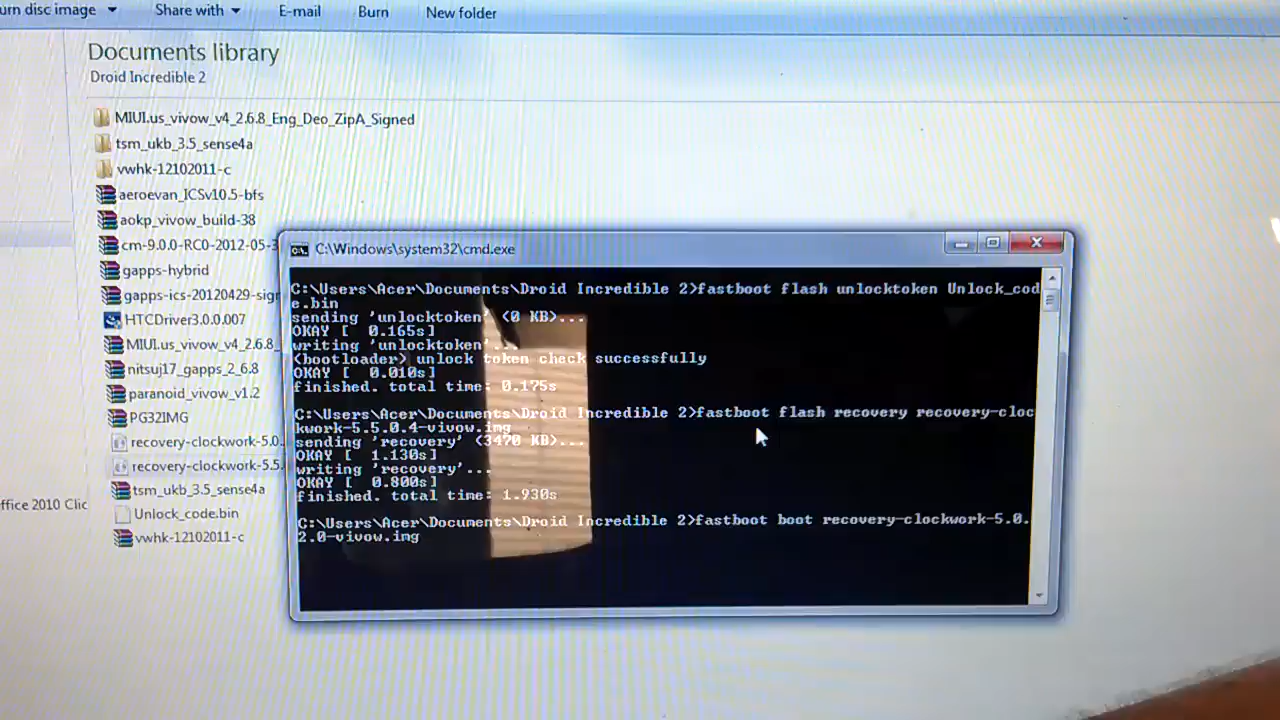 urn disc image
Share with
E-mail
Burn
New folder
Documents library
Droid Incredible 2
MIUI.us_vivow_v4_2.6.8_Eng_Deo_ZipA_Signed
tsm_ukb_3.5_sense4a
vwhk-12102011-c
aeroevan_ICSv10.5-bfs
aokp_vivow_build-38
cm-9.0.0-RC0-2012-05-3
gapps-hybrid
gapps-ics-20120429-sign
HTCDriver3.0.0.007
MIUI.us_vivow_v4_2.6.8_
nitsuj17_gapps_2_6.8
paranoid_vivow_v1.2
PG32IMG
recovery-clockwork-5.0.
recovery-clockwork-5.5.
tsm_ukb_3.5_sense4a
Unlock_code.bin
vwhk-12102011-c
ffice 2010 Clic
C:\Windows\system32\cmd.exe
C:\Users\Acer\Documents\Droid Incredible 2>fastboot flash unlocktoken Unlock_cod
e.bin
sending 'unlocktoken' (0 KB)...
OKAY [  0.165s]
writing 'unlocktoken'...
(bootloader) unlock token check successfully
OKAY [  0.010s]
finished. total time: 0.175s
C:\Users\Acer\Documents\Droid Incredible 2>fastboot flash recovery recovery-cloc
kwork-5.5.0.4-vivow.img
sending 'recovery' (3470 KB)...
OKAY [  1.130s]
writing 'recovery'...
OKAY [  0.800s]
finished. total time: 1.930s
C:\Users\Acer\Documents\Droid Incredible 2>fastboot boot recovery-clockwork-5.0.
2.0-vivow.img